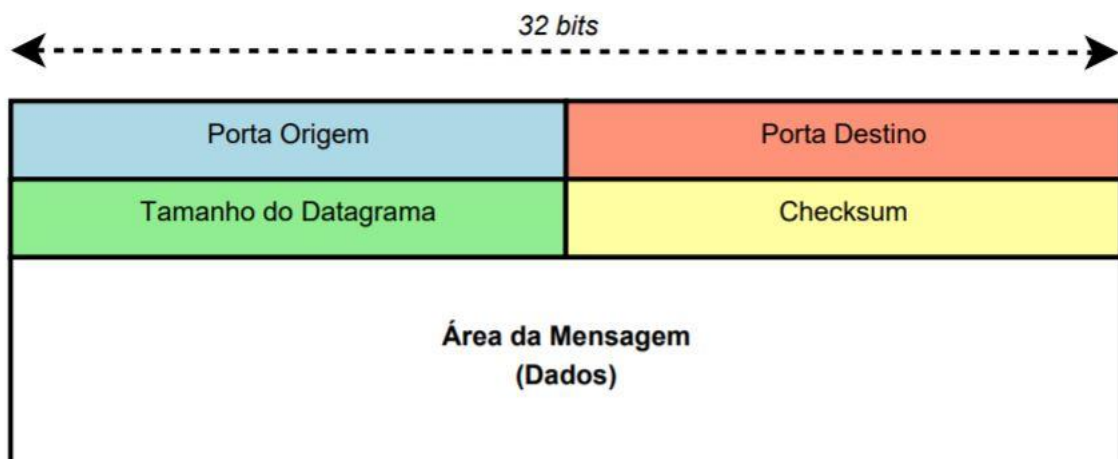 32 bits
Porta Origem
Porta Destino
Tamanho do Datagrama
Checksum
Área da Mensagem
(Dados)